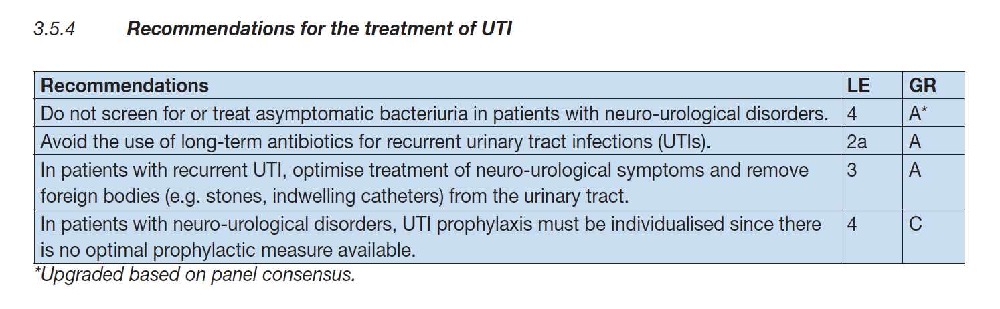 3.5.4 Recommendations for the treatment of UTI
Recommendations LE GR
Do not screen for or treat asymptomatic bacteriuria in patients with neuro-urological disorders. 4 A*
Avoid the use of long-term antibiotics for recurrent urinary tract infections (UTIs). 2a A
In patients with recurrent UTI, optimise treatment of neuro-urological symptoms and remove 3 A
foreign bodies (e.g. stones, indwelling catheters) from the urinary tract.
In patients with neuro-urological disorders, UTI prophylaxis must be individualised since there 4 C
is no optimal prophylactic measure available.
*Upgraded based on panel consensus.